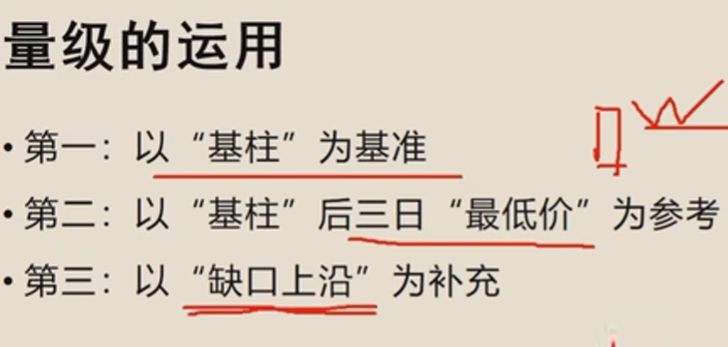 量级的运用
• 第一：以“基柱”为基准
• 第二：以“基柱”后三日“最低价”为参考
• 第三：以“缺口上沿”为补充